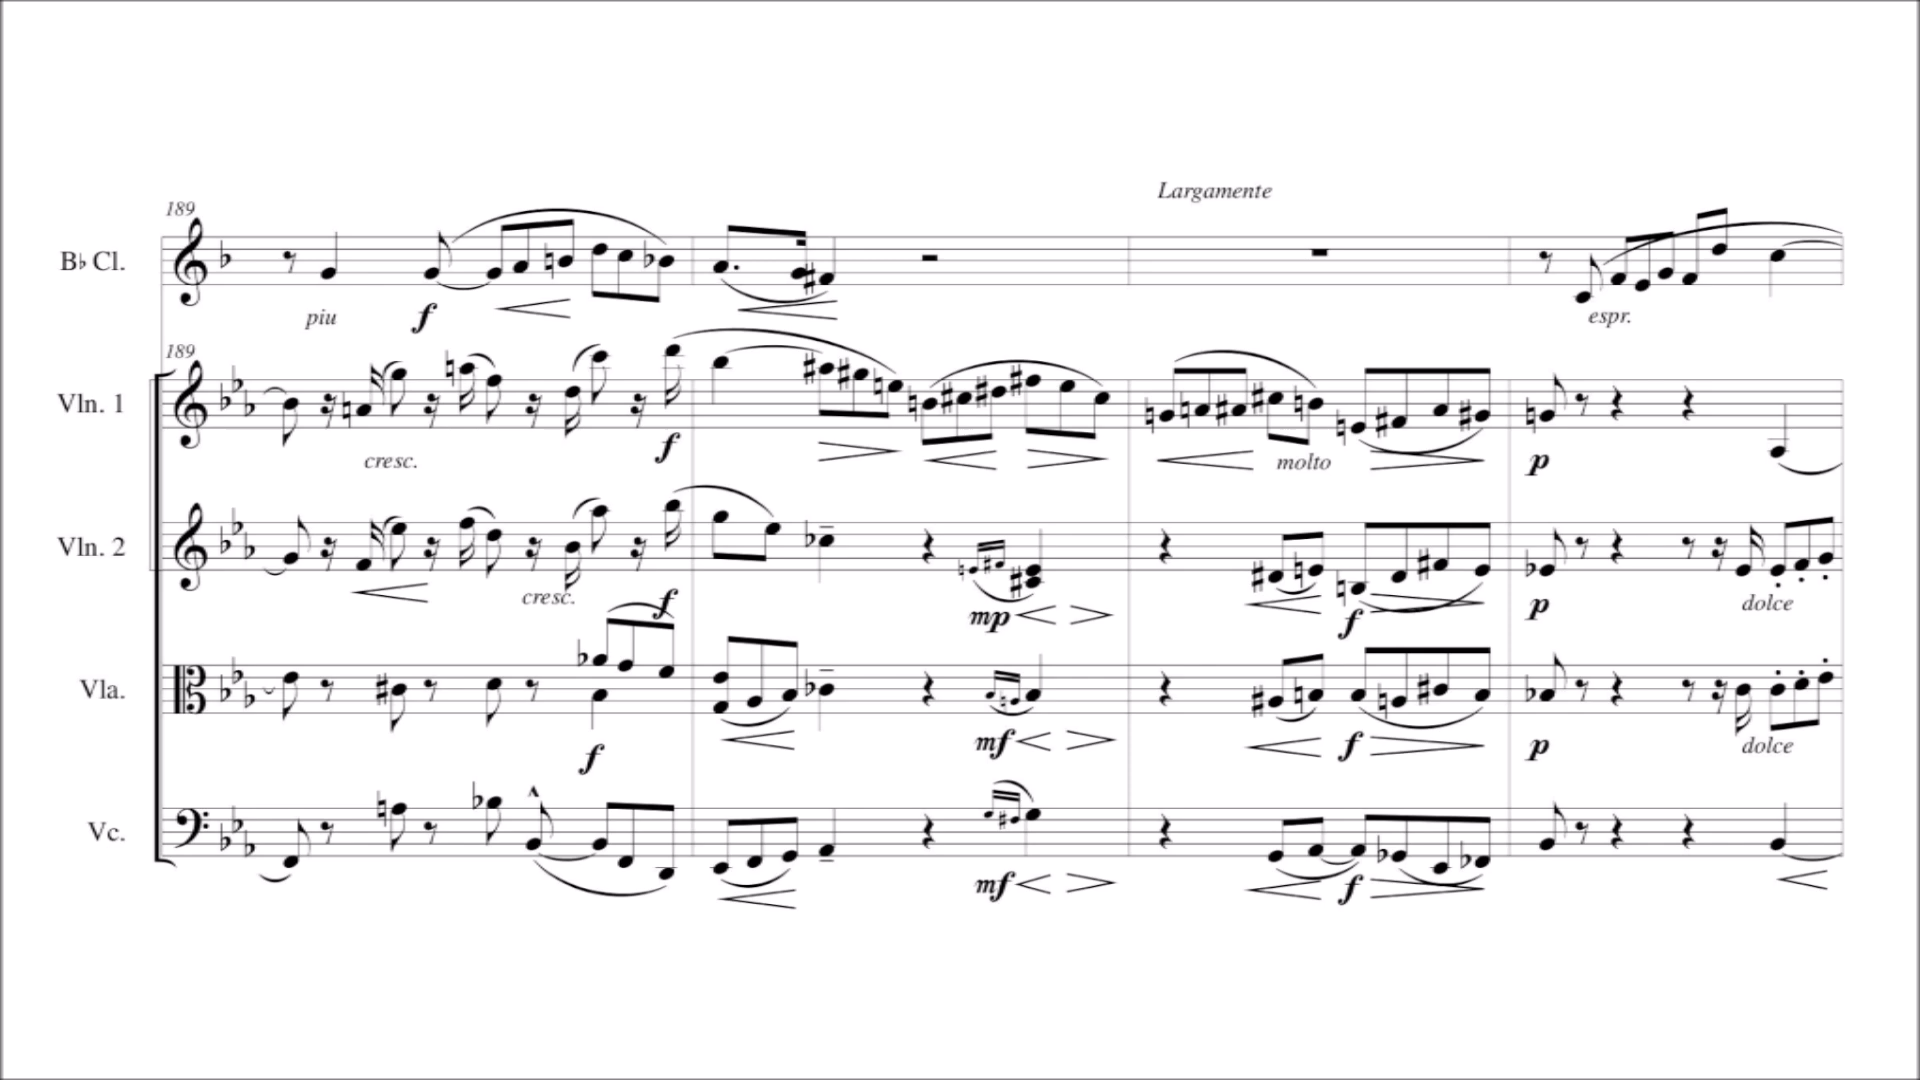 Largamente
189
B♭ Cl.
piu f espr.
189
Vln. 1
cresc. f molto p
Vln. 2
cresc. f mp f p dolce
Vla.
f mf f p dolce
Vc.
mf f